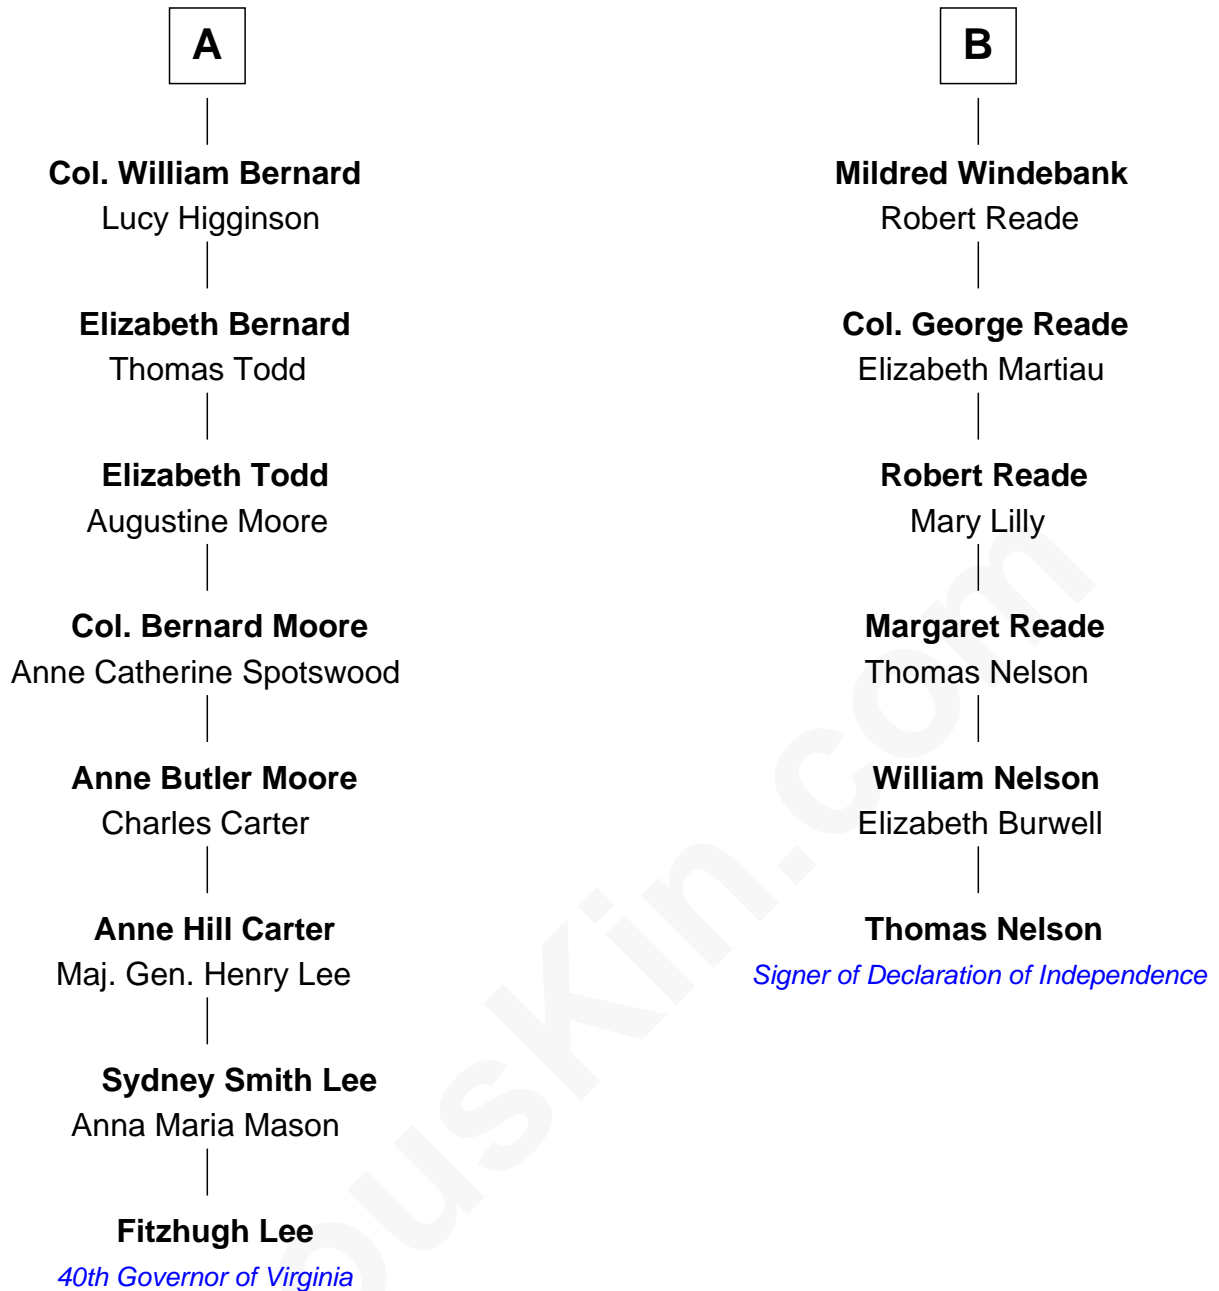 A
Col. William Bernard
Lucy Higginson
Elizabeth Bernard
Thomas Todd
Elizabeth Todd
Augustine Moore
Col. Bernard Moore
Anne Catherine Spotswood
Anne Butler Moore
Charles Carter
Anne Hill Carter
Maj. Gen. Henry Lee
Sydney Smith Lee
Anna Maria Mason
Fitzhugh Lee
40th Governor of Virginia
B
Mildred Windebank
Robert Reade
Col. George Reade
Elizabeth Martiau
Robert Reade
Mary Lilly
Margaret Reade
Thomas Nelson
William Nelson
Elizabeth Burwell
Thomas Nelson
Signer of Declaration of Independence
ousKin.com